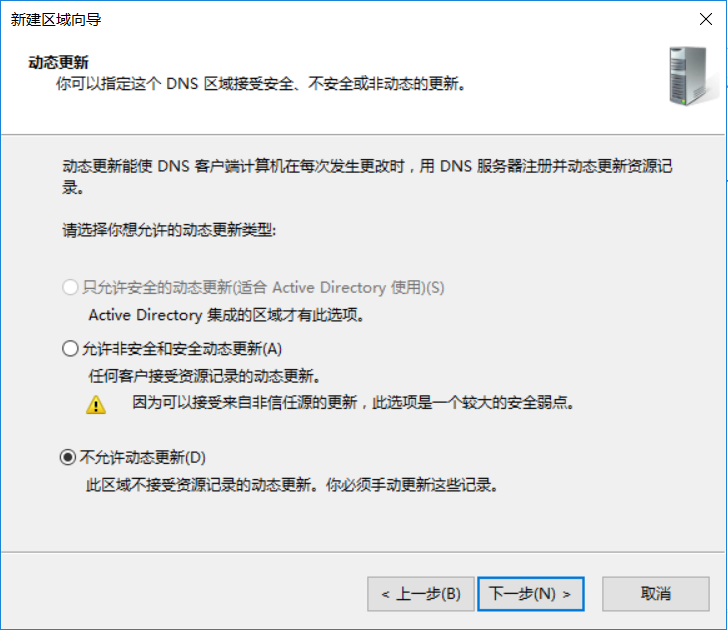 新建区域向导
动态更新
你可以指定这个 DNS 区域接受安全、不安全或非动态的更新。
动态更新能使 DNS 客户端计算机在每次发生更改时，用 DNS 服务器注册并动态更新资源记
录。
请选择你想允许的动态更新类型:
只允许安全的动态更新(适合 Active Directory 使用)(S)
Active Directory 集成的区域才有此选项。
允许非安全和安全动态更新(A)
任何客户接受资源记录的动态更新。
因为可以接受来自非信任源的更新，此选项是一个较大的安全弱点。
不允许动态更新(D)
此区域不接受资源记录的动态更新。你必须手动更新这些记录。
< 上一步(B) 下一步(N) > 取消